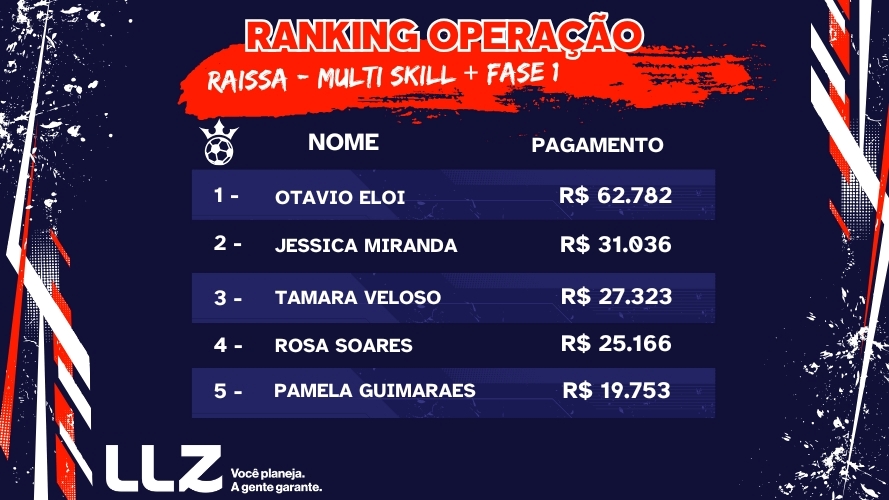 RANKING OPERAÇÃO
RAISSA - MULTI SKILL + FASE 1
NOME PAGAMENTO
1 - OTAVIO ELOI R$ 62.782
2 - JESSICA MIRANDA R$ 31.036
3 - TAMARA VELOSO R$ 27.323
4 - ROSA SOARES R$ 25.166
5 - PAMELA GUIMARAES R$ 19.753
LLZ
Você planeja.
A gente garante.